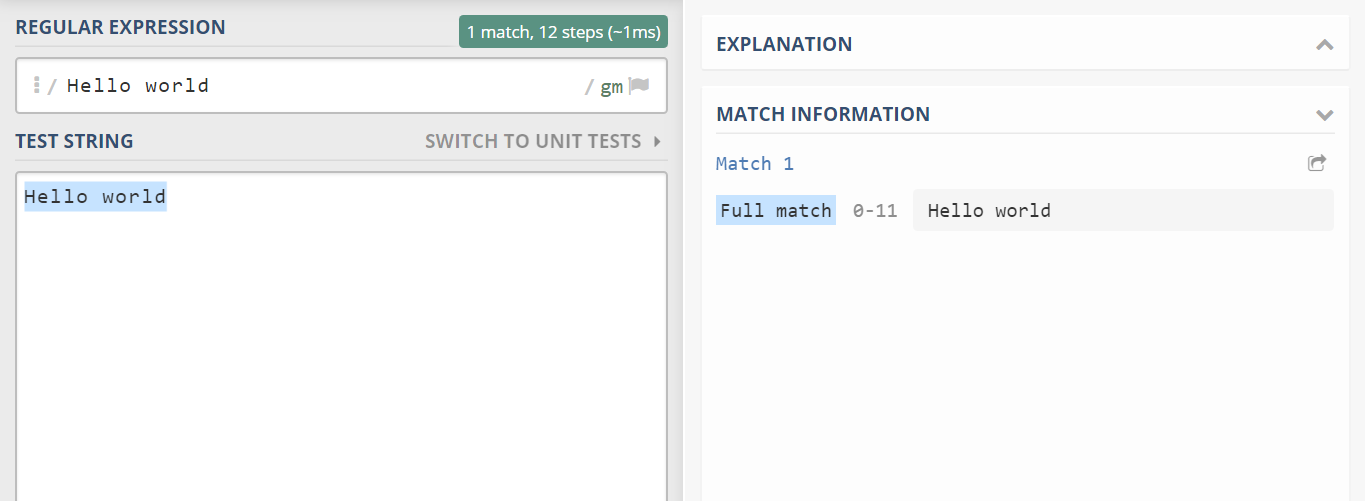 REGULAR EXPRESSION
1 match, 12 steps (~1ms)
/ Hello world / gm
TEST STRING
SWITCH TO UNIT TESTS
Hello world
EXPLANATION
MATCH INFORMATION
Match 1
Full match 0-11 Hello world